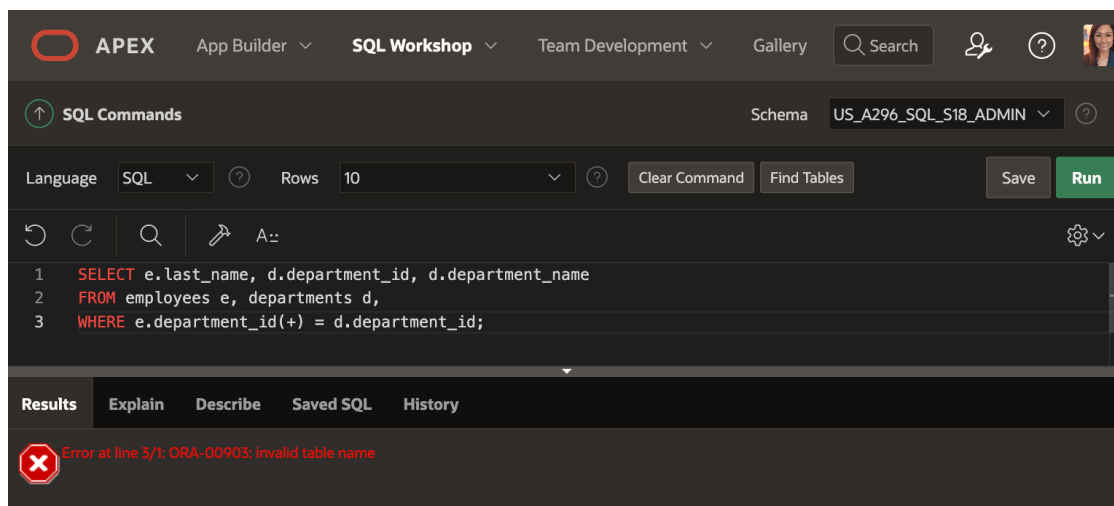 APEX App Builder SQL Workshop Team Development Gallery Search
SQL Commands Schema US_A296_SQL_S18_ADMIN
Language SQL Rows 10 Clear Command Find Tables Save Run
A::
1 SELECT e.last_name, d.department_id, d.department_name
2 FROM employees e, departments d,
3 WHERE e.department_id(+) = d.department_id;
Results Explain Describe Saved SQL History
Error at line 3/1: ORA-00903: invalid table name